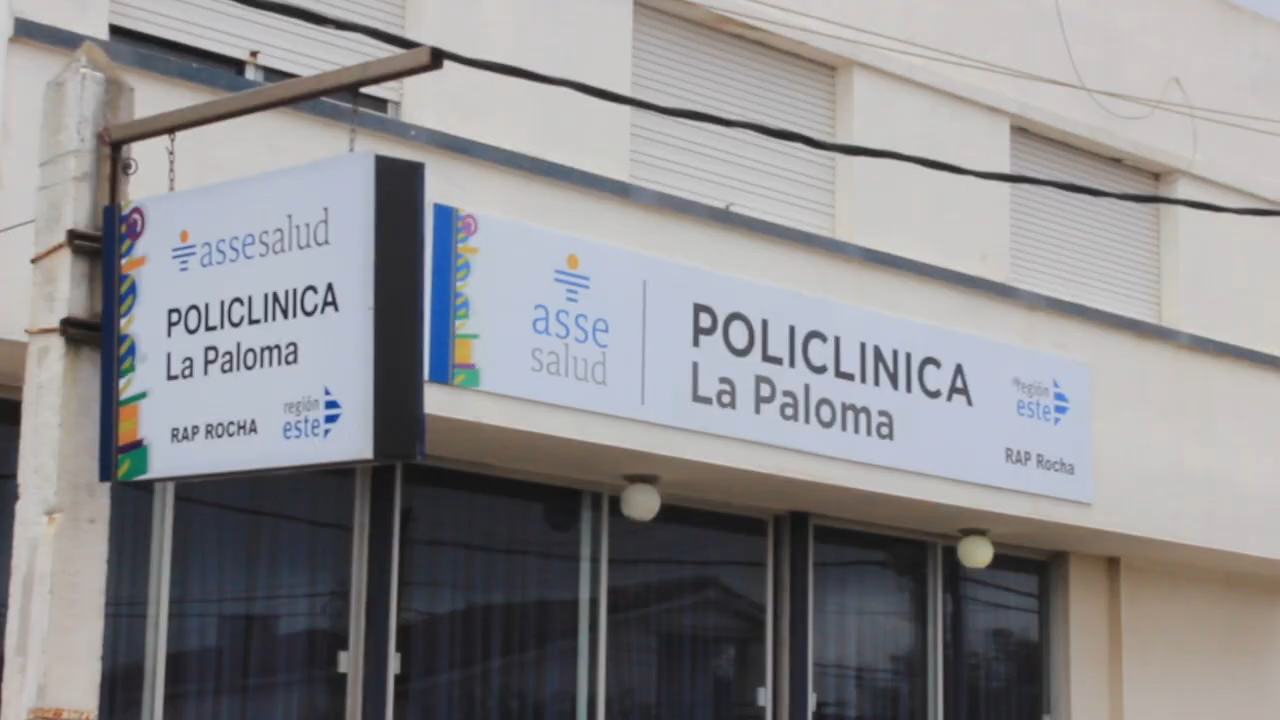 assesalud
POLICLINICA
La Paloma
RAP ROCHA
región
este
asse
salud
POLICLINICA
La Paloma
región
este
RAP Rocha